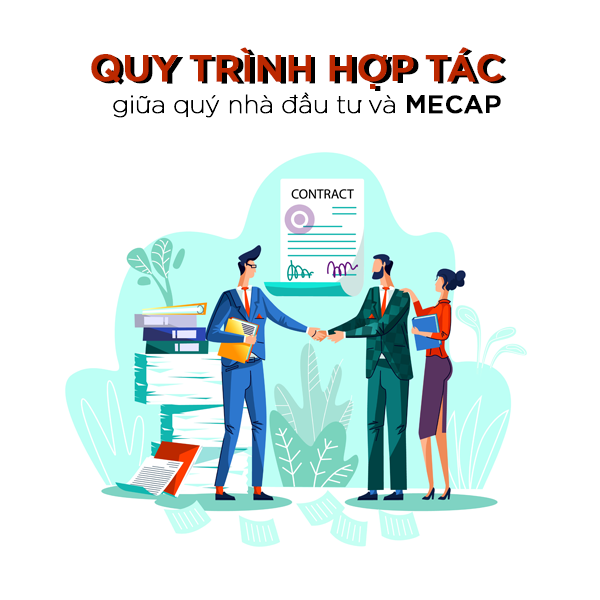 QUY TRÌNH HỢP TÁC
giữa quý nhà đầu tư và MECAP
CONTRACT